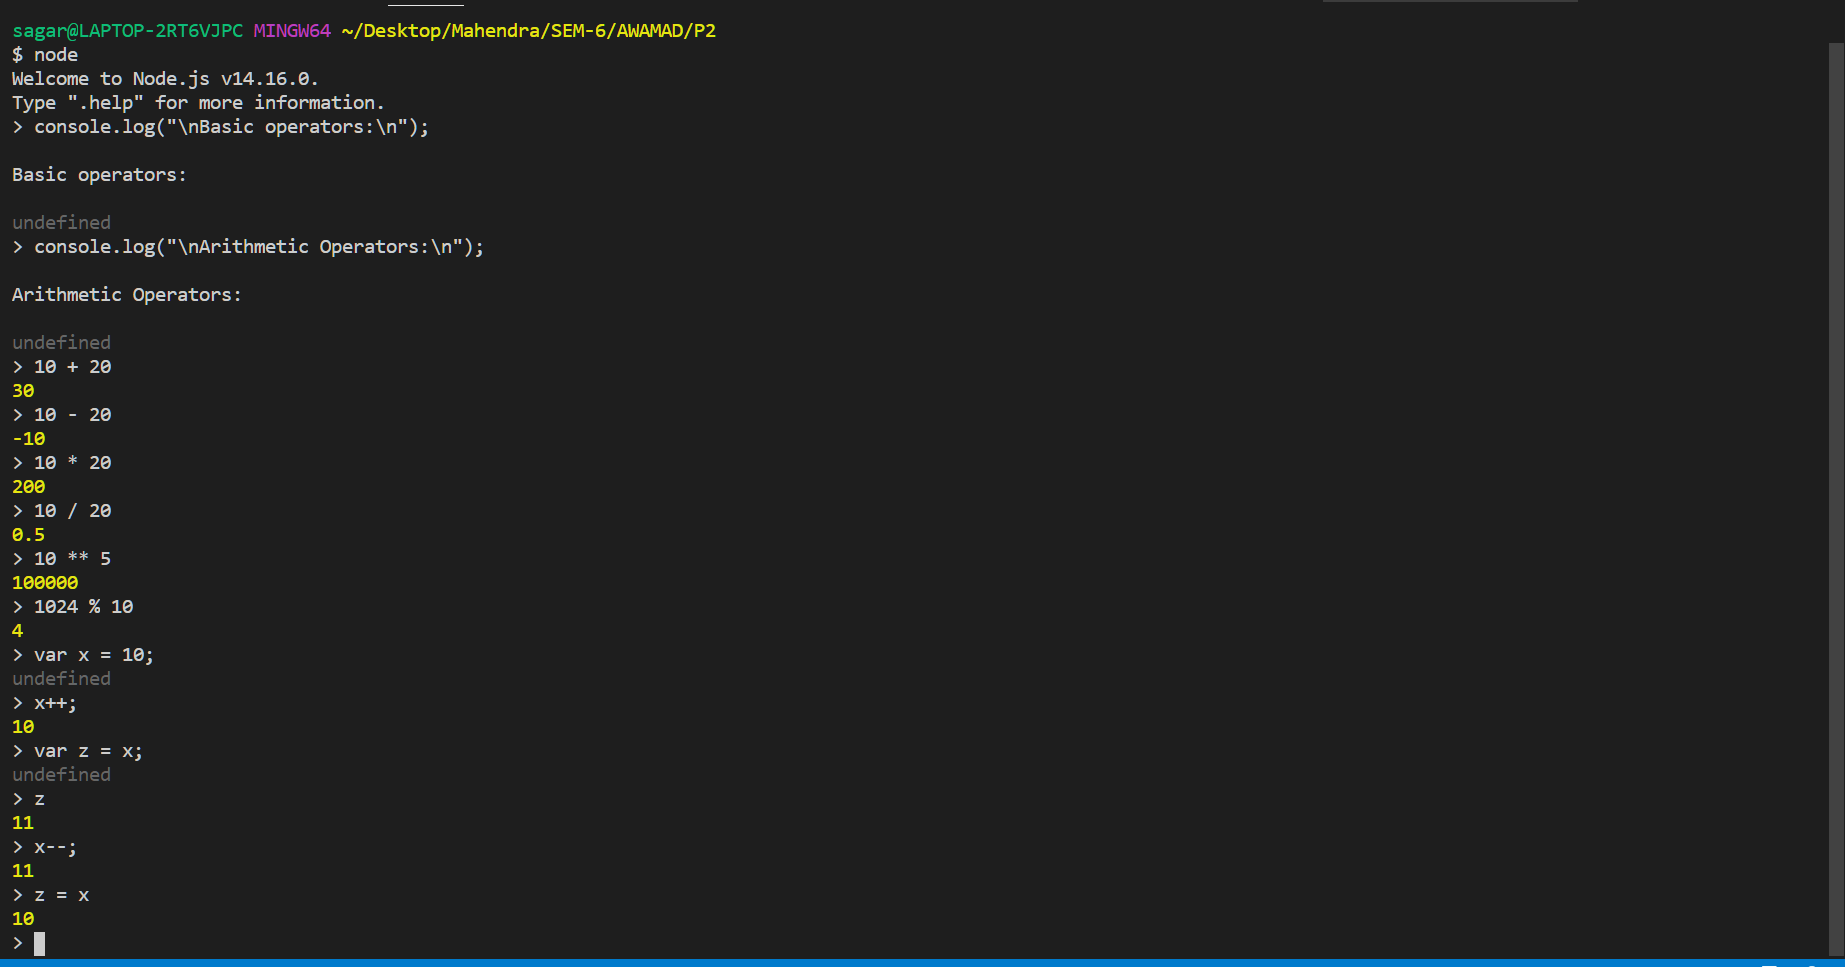 sagar@LAPTOP-2RT6VJPC MINGW64 ~/Desktop/Mahendra/SEM-6/AWAMAD/P2
$ node
Welcome to Node.js v14.16.0.
Type ".help" for more information.
> console.log("\nBasic operators:\n");
Basic operators:
undefined
> console.log("\nArithmetic Operators:\n");
Arithmetic Operators:
undefined
> 10 + 20
30
> 10 - 20
-10
> 10 * 20
200
> 10 / 20
0.5
> 10 ** 5
100000
> 1024 % 10
4
> var x = 10;
undefined
> x++;
10
> var z = x;
undefined
> z
11
> x--;
11
> z = x
10
>